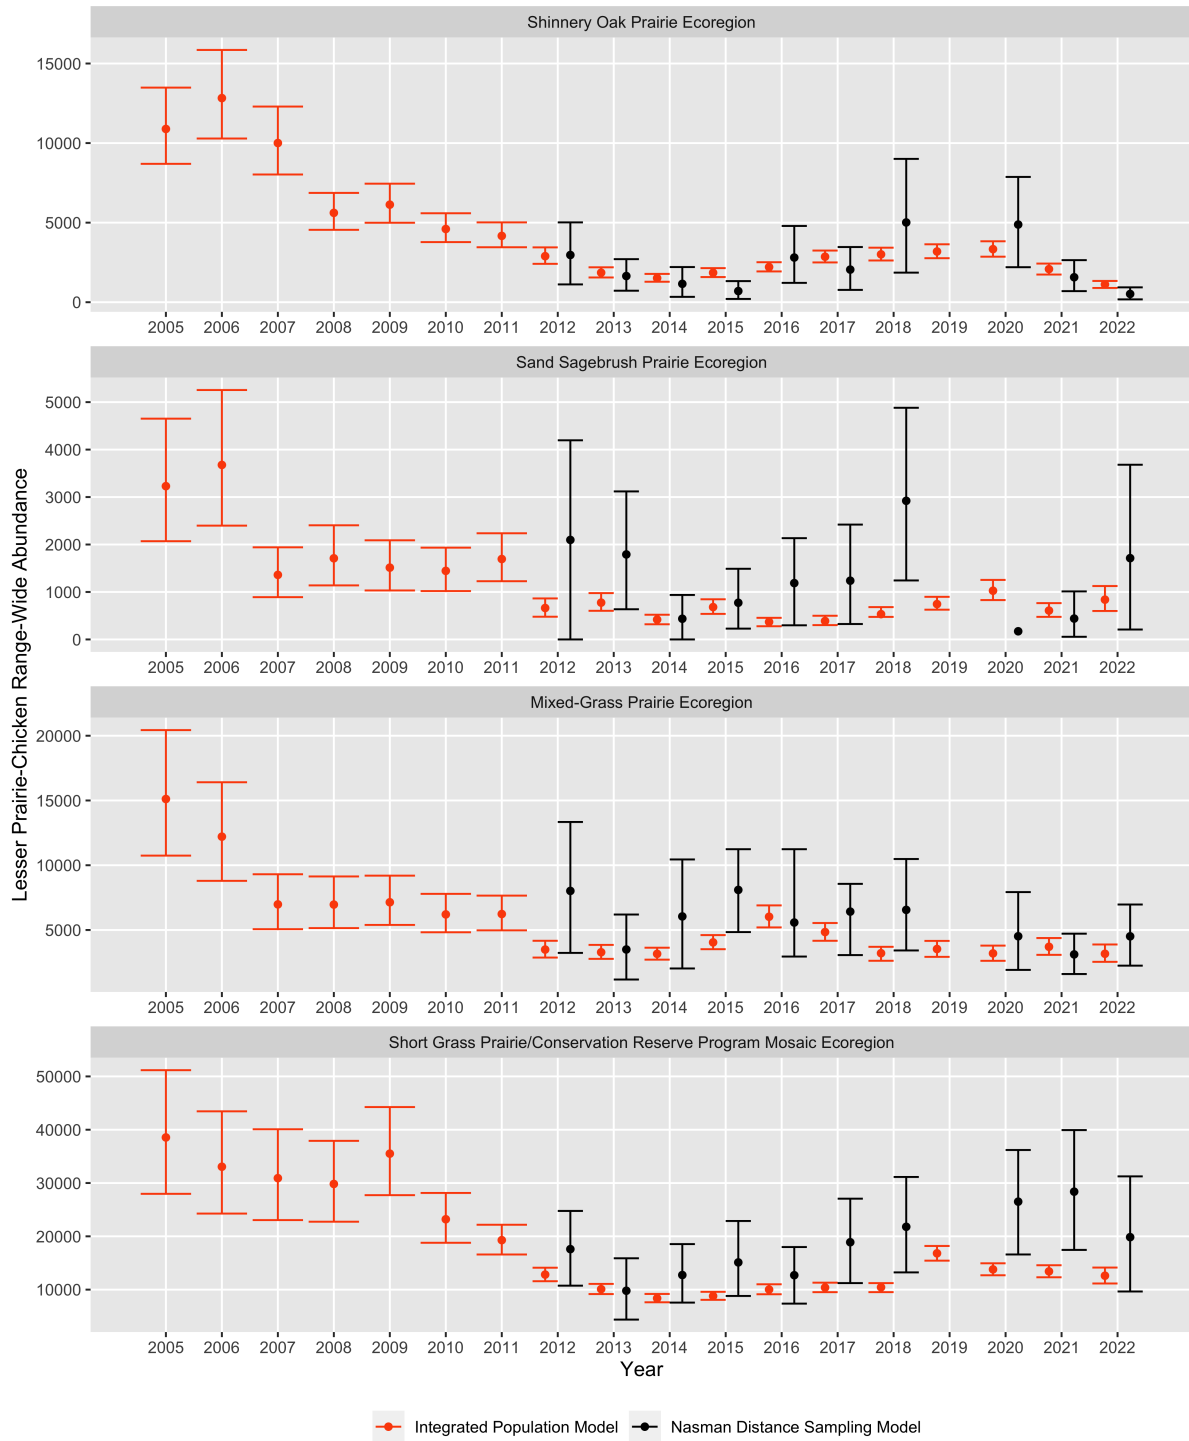 Lesser Prairie-Chicken Range-Wide Abundance
Shinnery Oak Prairie Ecoregion
15000
10000
5000
0
2005 2006 2007 2008 2009 2010 2011 2012 2013 2014 2015 2016 2017 2018 2019 2020 2021 2022
Sand Sagebrush Prairie Ecoregion
5000
4000
3000
2000
1000
0
2005 2006 2007 2008 2009 2010 2011 2012 2013 2014 2015 2016 2017 2018 2019 2020 2021 2022
Mixed-Grass Prairie Ecoregion
20000
15000
10000
5000
2005 2006 2007 2008 2009 2010 2011 2012 2013 2014 2015 2016 2017 2018 2019 2020 2021 2022
Short Grass Prairie/Conservation Reserve Program Mosaic Ecoregion
50000
40000
30000
20000
10000
2005 2006 2007 2008 2009 2010 2011 2012 2013 2014 2015 2016 2017 2018 2019 2020 2021 2022
Year
Integrated Population Model Nasman Distance Sampling Model